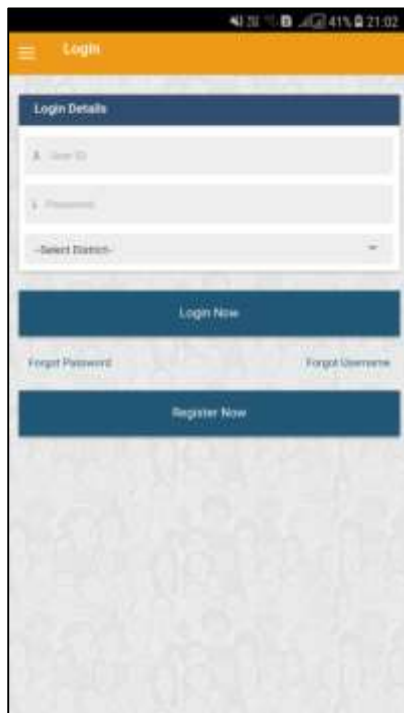 41% 21:02
Login
Login Details
User ID
Password
--Select District-
Login Now
Forgot Password Forgot Username
Register Now